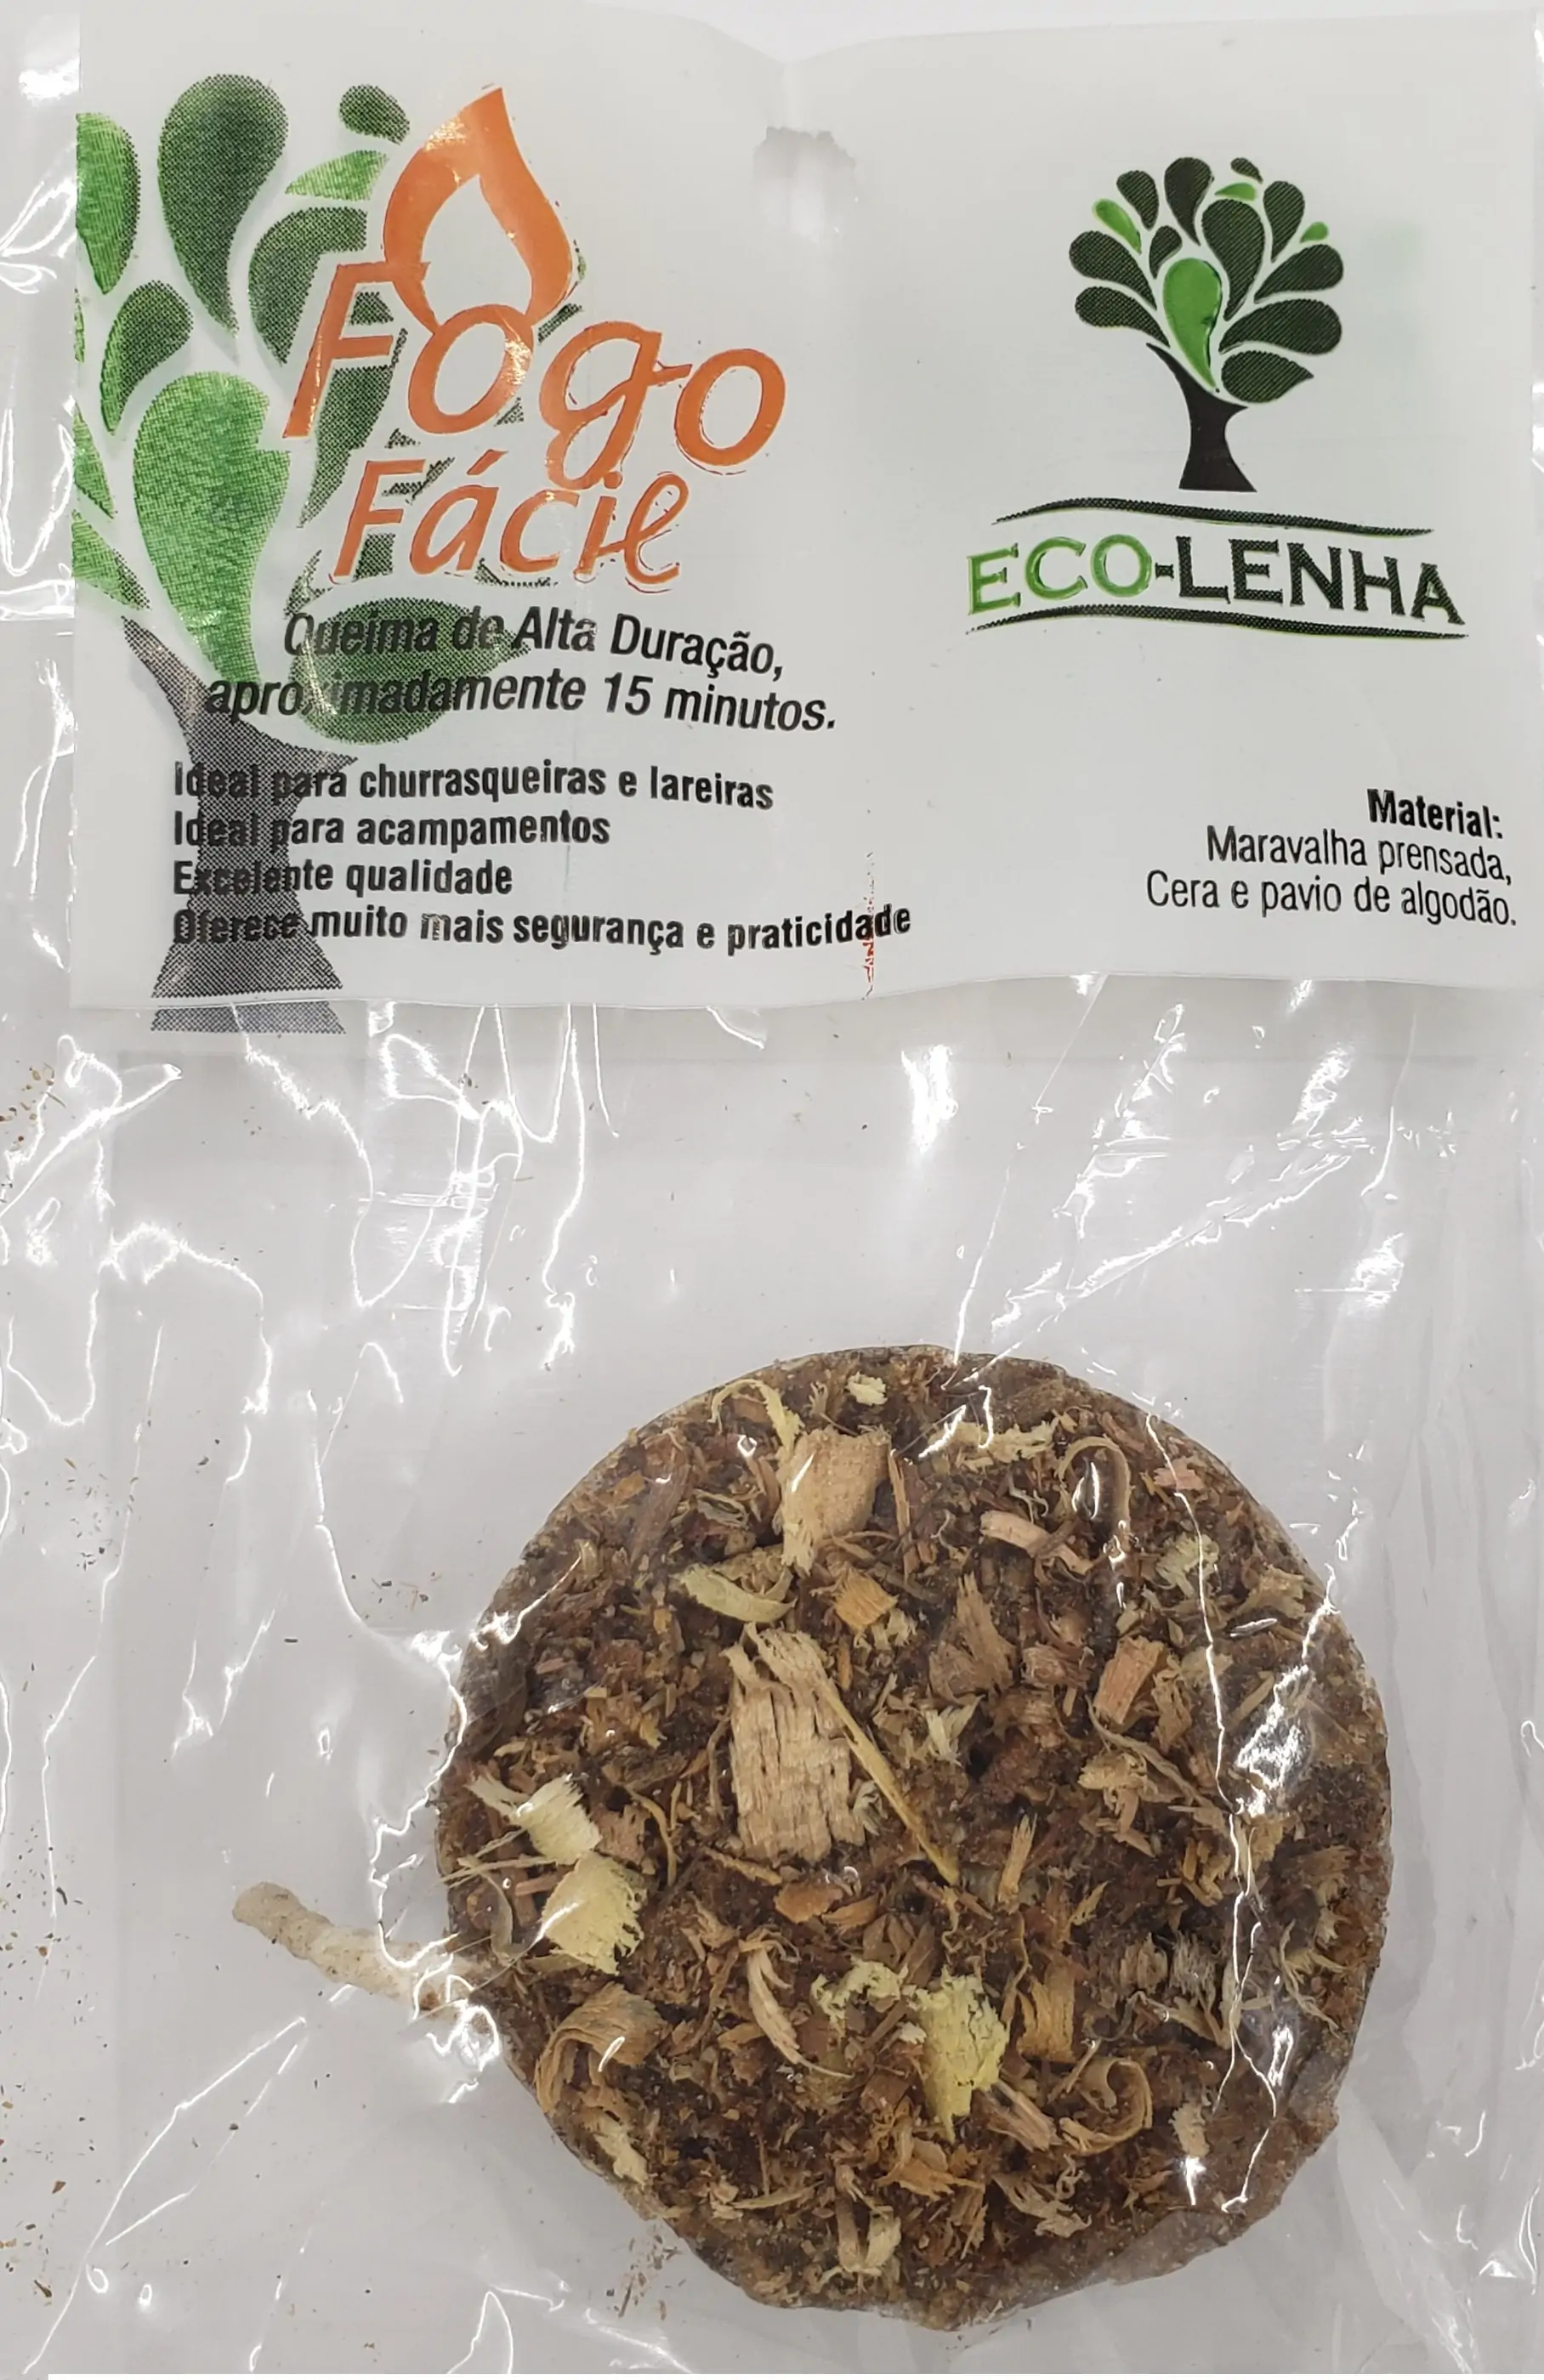 Fogo
Fácil
Queima de Alta Duração,
aproximadamente 15 minutos.
Ideal para churrasqueiras e lareiras
Ideal para acampamentos
Excelente qualidade
Oferece muito mais segurança e praticidade
ECO-LENHA
Material:
Maravalha prensada,
Cera e pavio de algodão.